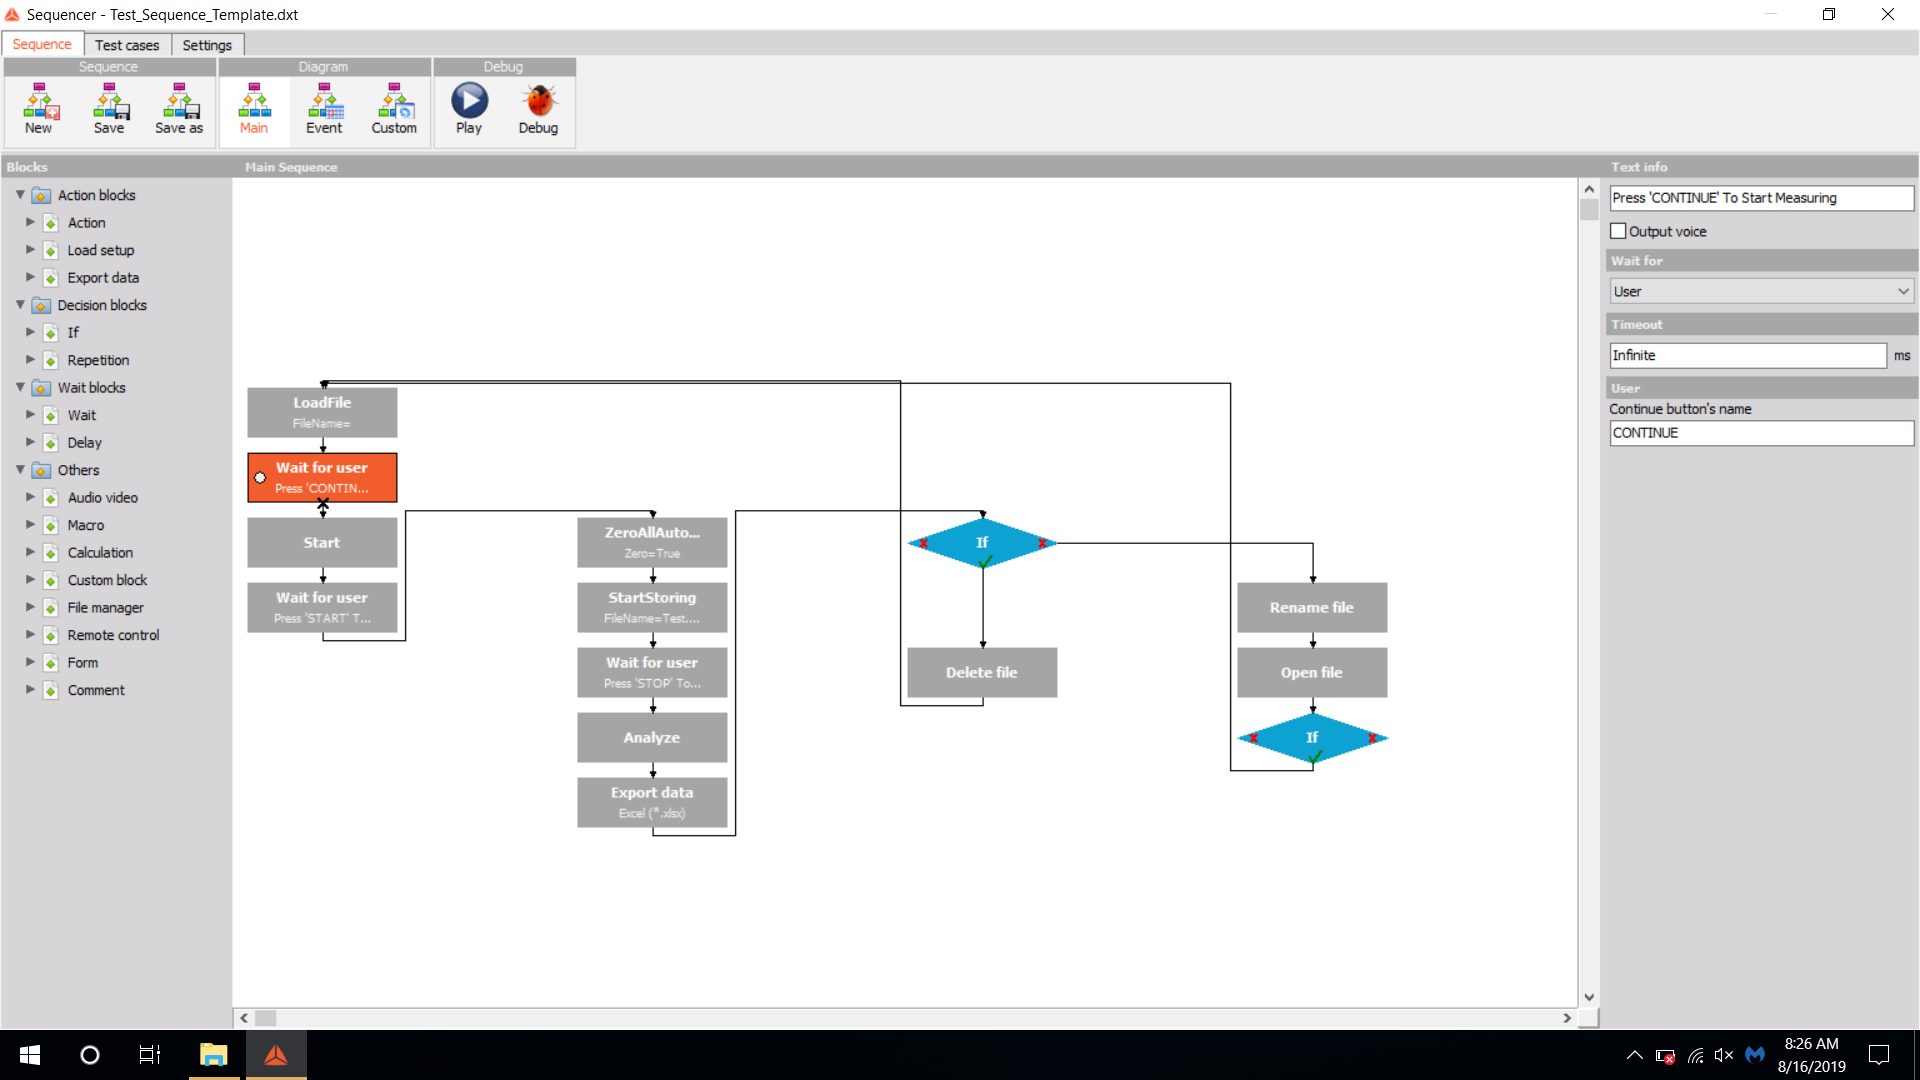 Sequencer - Test_Sequence_Template.dxt
Sequence
Test cases
Settings
Sequence
Diagram
Debug
New
Save
Save as
Main
Event
Custom
Play
Debug
Blocks
Main Sequence
Text info
Action blocks
Action
Load setup
Export data
Decision blocks
If
Repetition
Wait blocks
Wait
Delay
Others
Audio video
Macro
Calculation
Custom block
File manager
Remote control
Form
Comment
LoadFile
FileName=
Wait for user
Press 'CONTIN...
Start
Wait for user
Press 'START' T...
ZeroAllAuto...
Zero=True
StartStoring
FileName=Test....
Wait for user
Press 'STOP' To...
Analyze
Export data
Excel (*.xlsx)
If
Delete file
Rename file
Open file
If
Press 'CONTINUE' To Start Measuring
Output voice
Wait for
User
Timeout
Infinite
ms
User
Continue button's name
CONTINUE
8:26 AM
8/16/2019